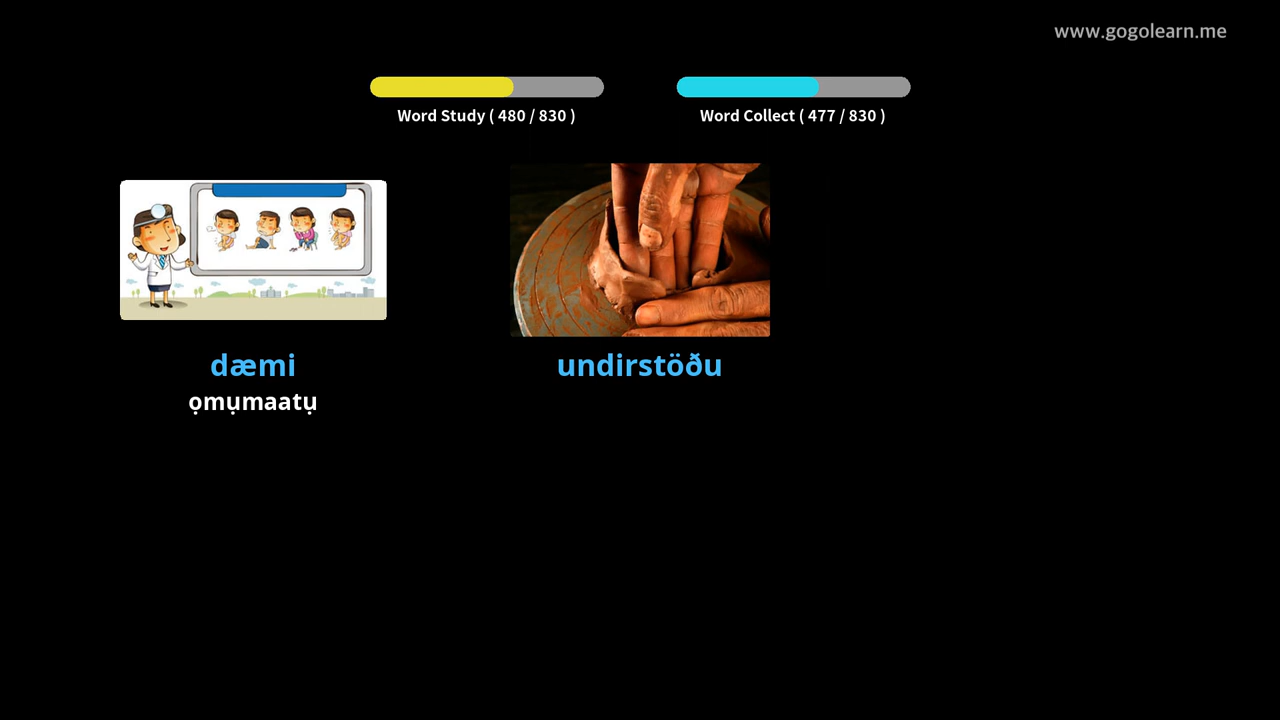 www.gogolearn.me
Word Study ( 480 / 830 )
Word Collect ( 477 / 830 )
dæmi
ọmụmaatụ
undirstöðu